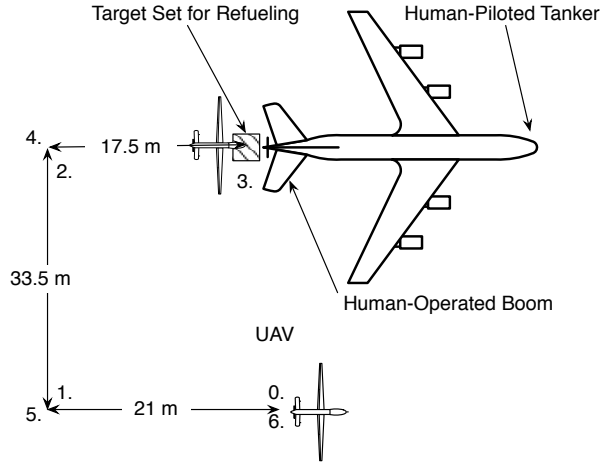 Target Set for Refueling
Human-Piloted Tanker
4.
17.5 m
2.
3.
33.5 m
Human-Operated Boom
UAV
1.
0.
5.
21 m
6.